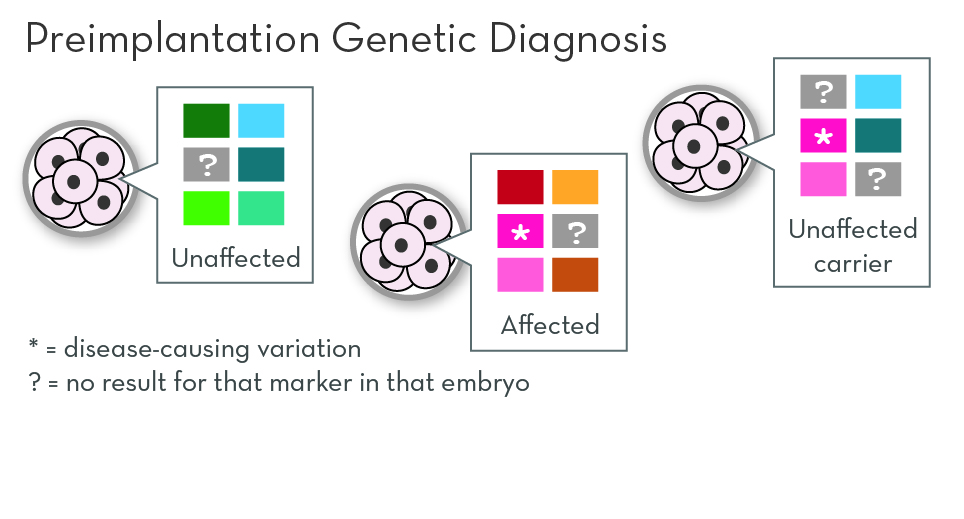 Preimplantation Genetic Diagnosis
?
Unaffected
* ?
Affected
?
*
?
Unaffected
carrier
* = disease-causing variation
? = no result for that marker in that embryo